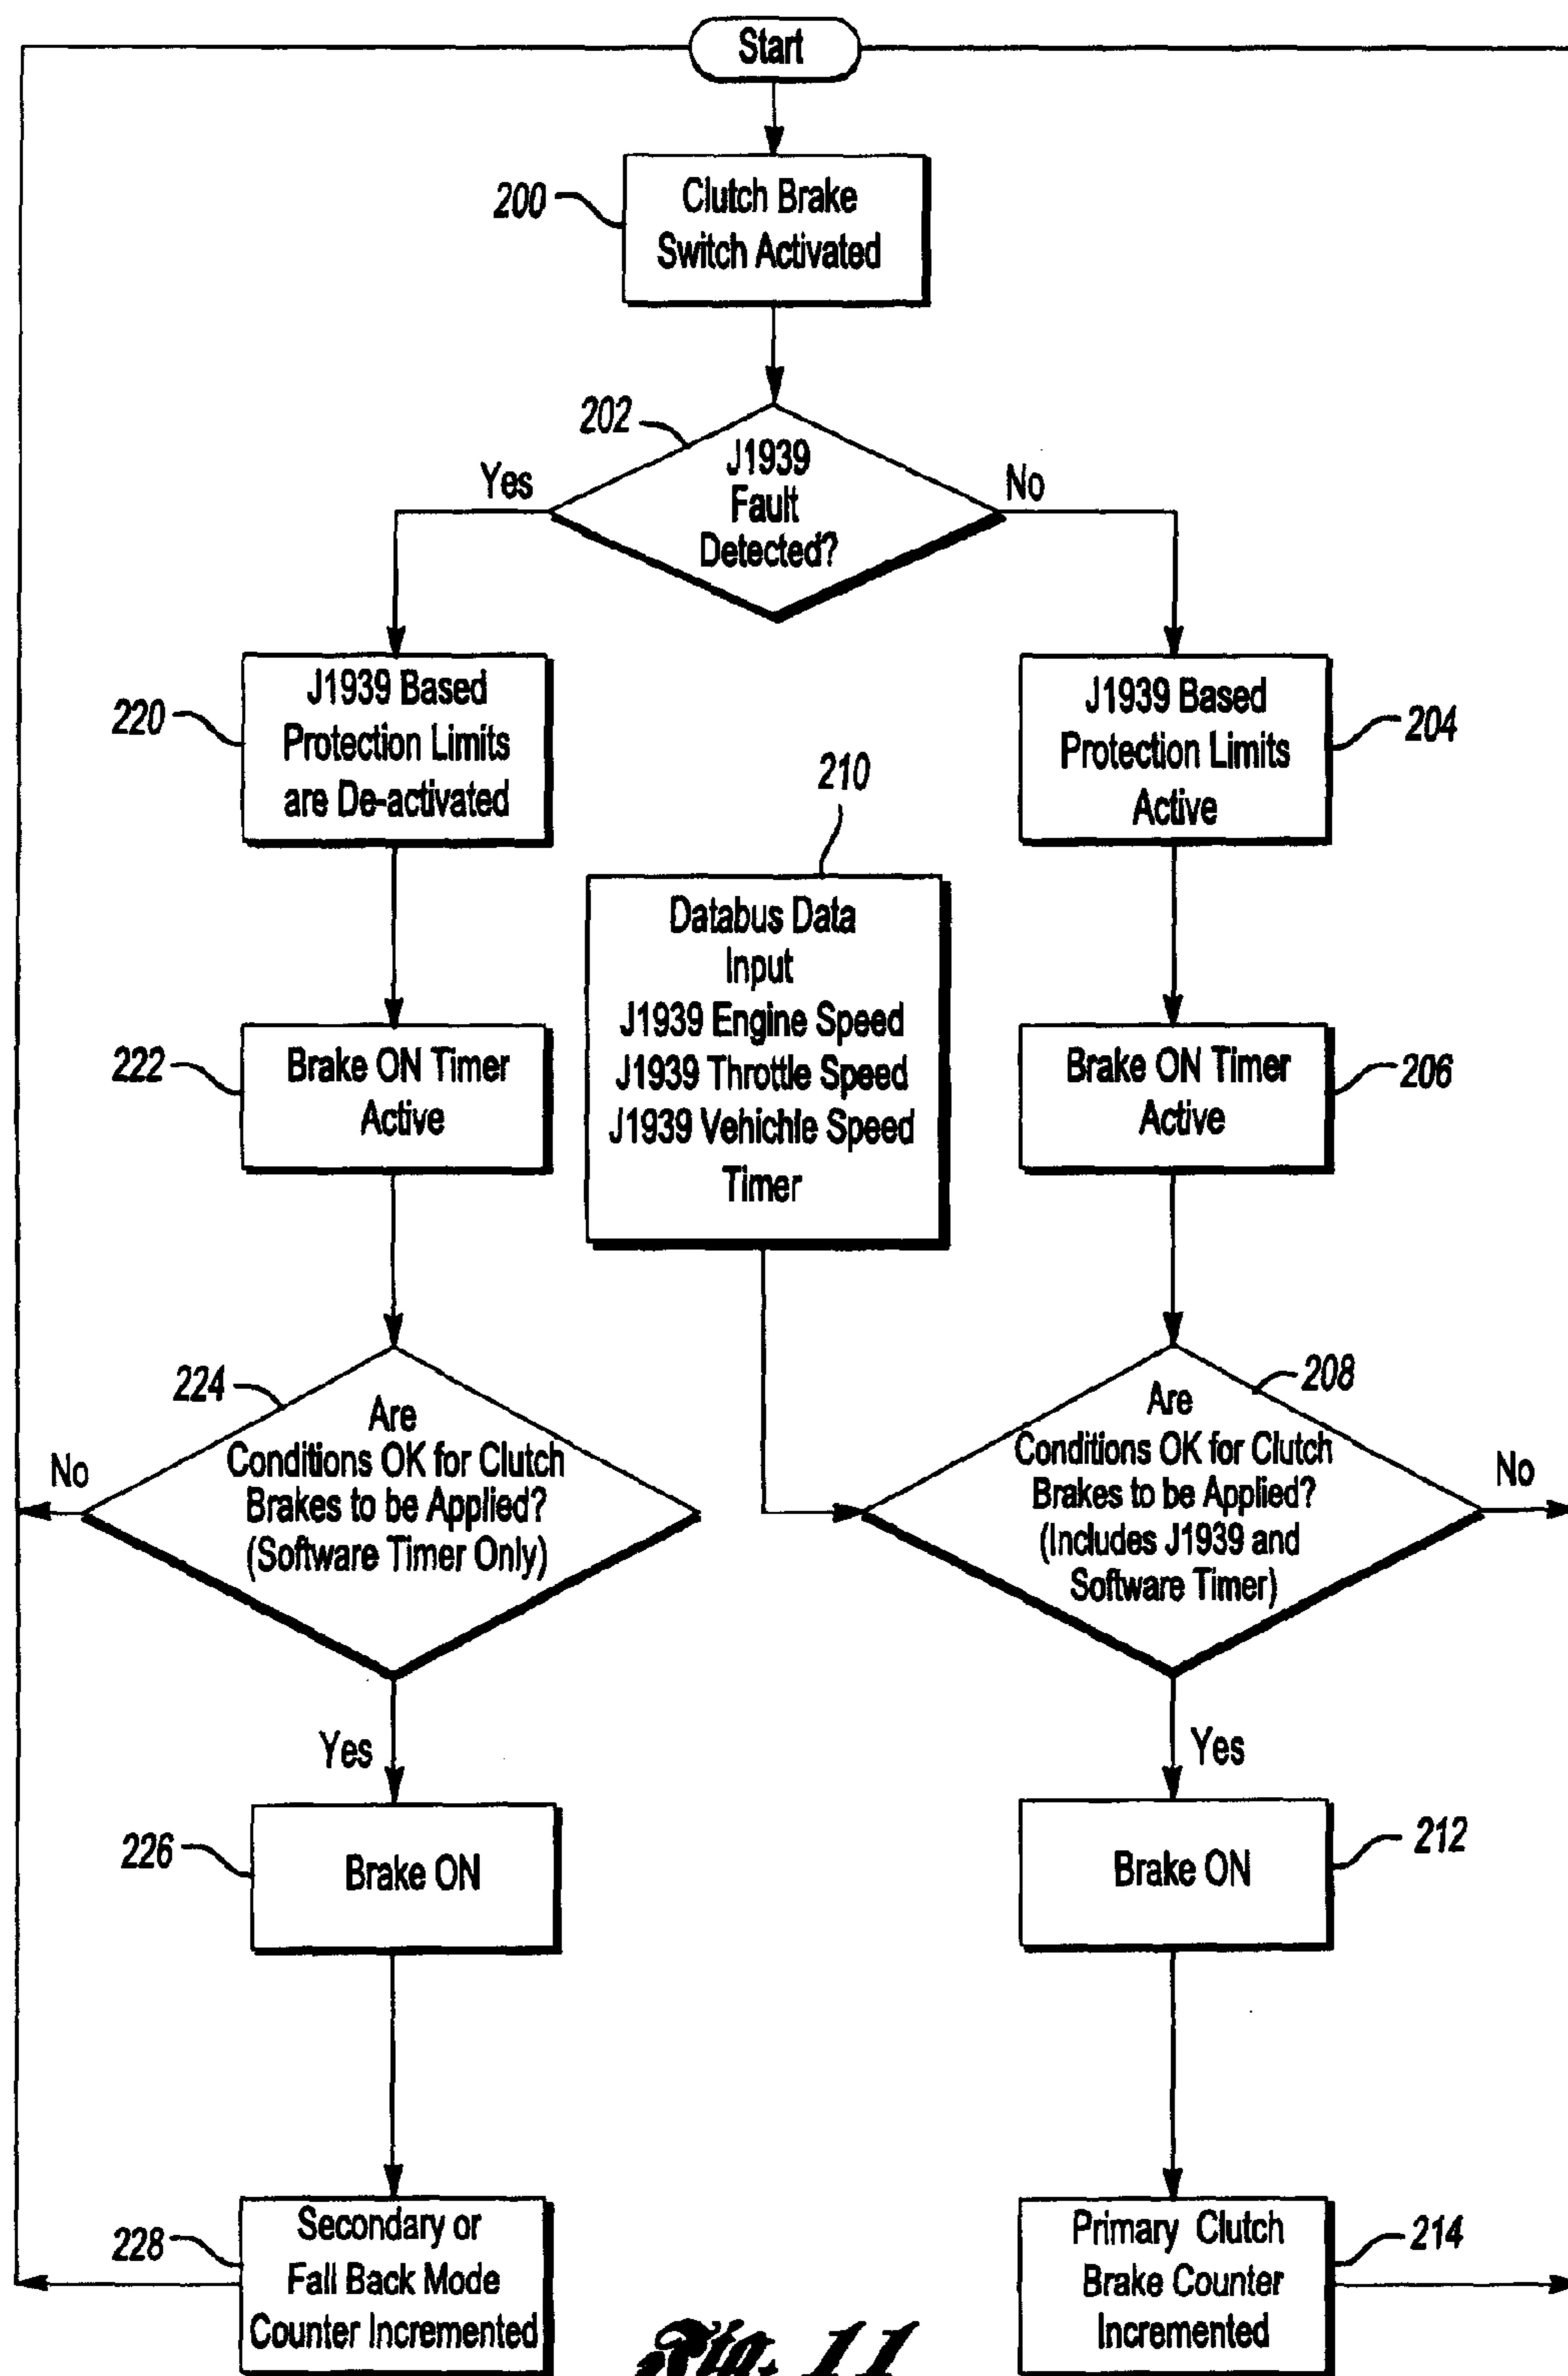 Start
200
Clutch Brake
Switch Activated
202
J1939
Fault
Detected?
Yes
No
220
J1939 Based
Protection Limits
are De-activated
J1939 Based
Protection Limits
Active
204
210
Databus Data
Input
J1939 Engine Speed
J1939 Throttle Speed
J1939 Vehichle Speed
Timer
222
Brake ON Timer
Active
Brake ON Timer
Active
206
224
Are
Conditions OK for Clutch
Brakes to be Applied?
(Software Timer Only)
No
208
Are
Conditions OK for Clutch
Brakes to be Applied?
(Includes J1939 and
Software Timer)
No
Yes
Yes
226
Brake ON
Brake ON
212
228
Secondary or
Fall Back Mode
Counter Incremented
Primary Clutch
Brake Counter
Incremented
214
Fig. 11